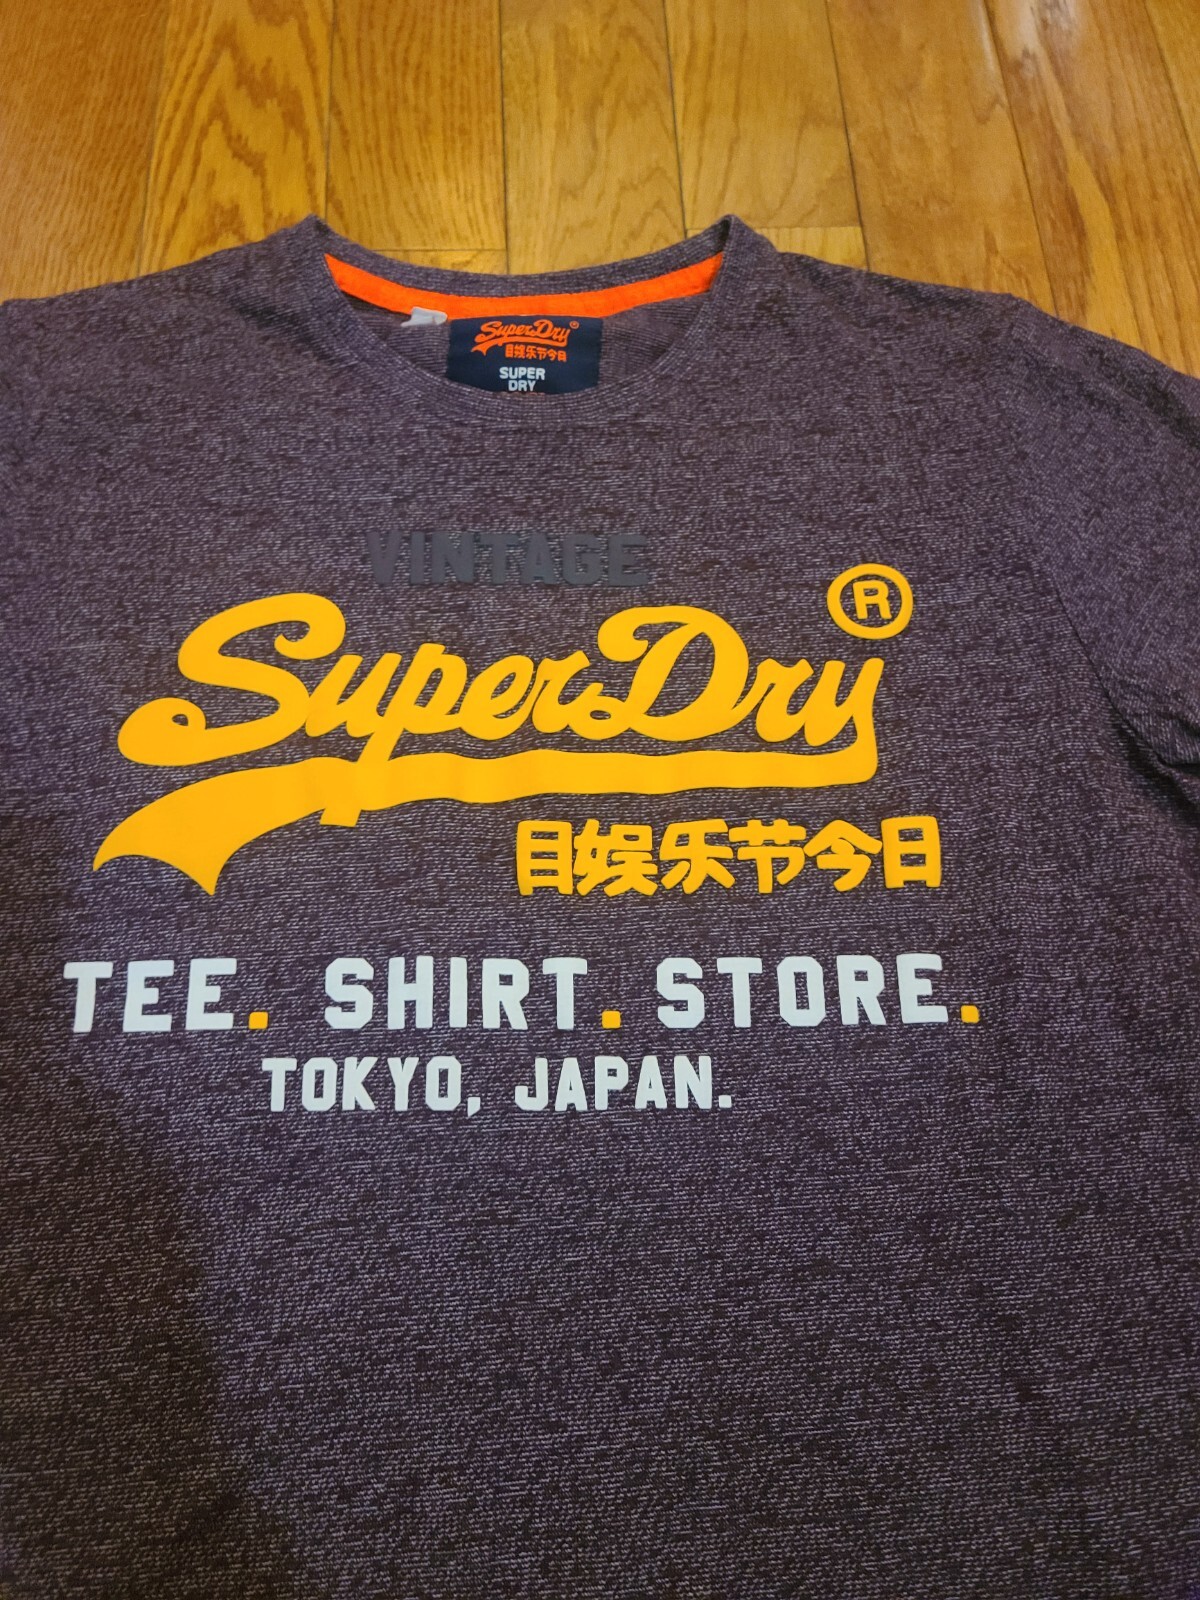 SuperDry®
目娱乐节今日
SUPER
DRY
VINTAGE
SuperDry®
目娱乐节今日
TEE. SHIRT. STORE.
TOKYO, JAPAN.